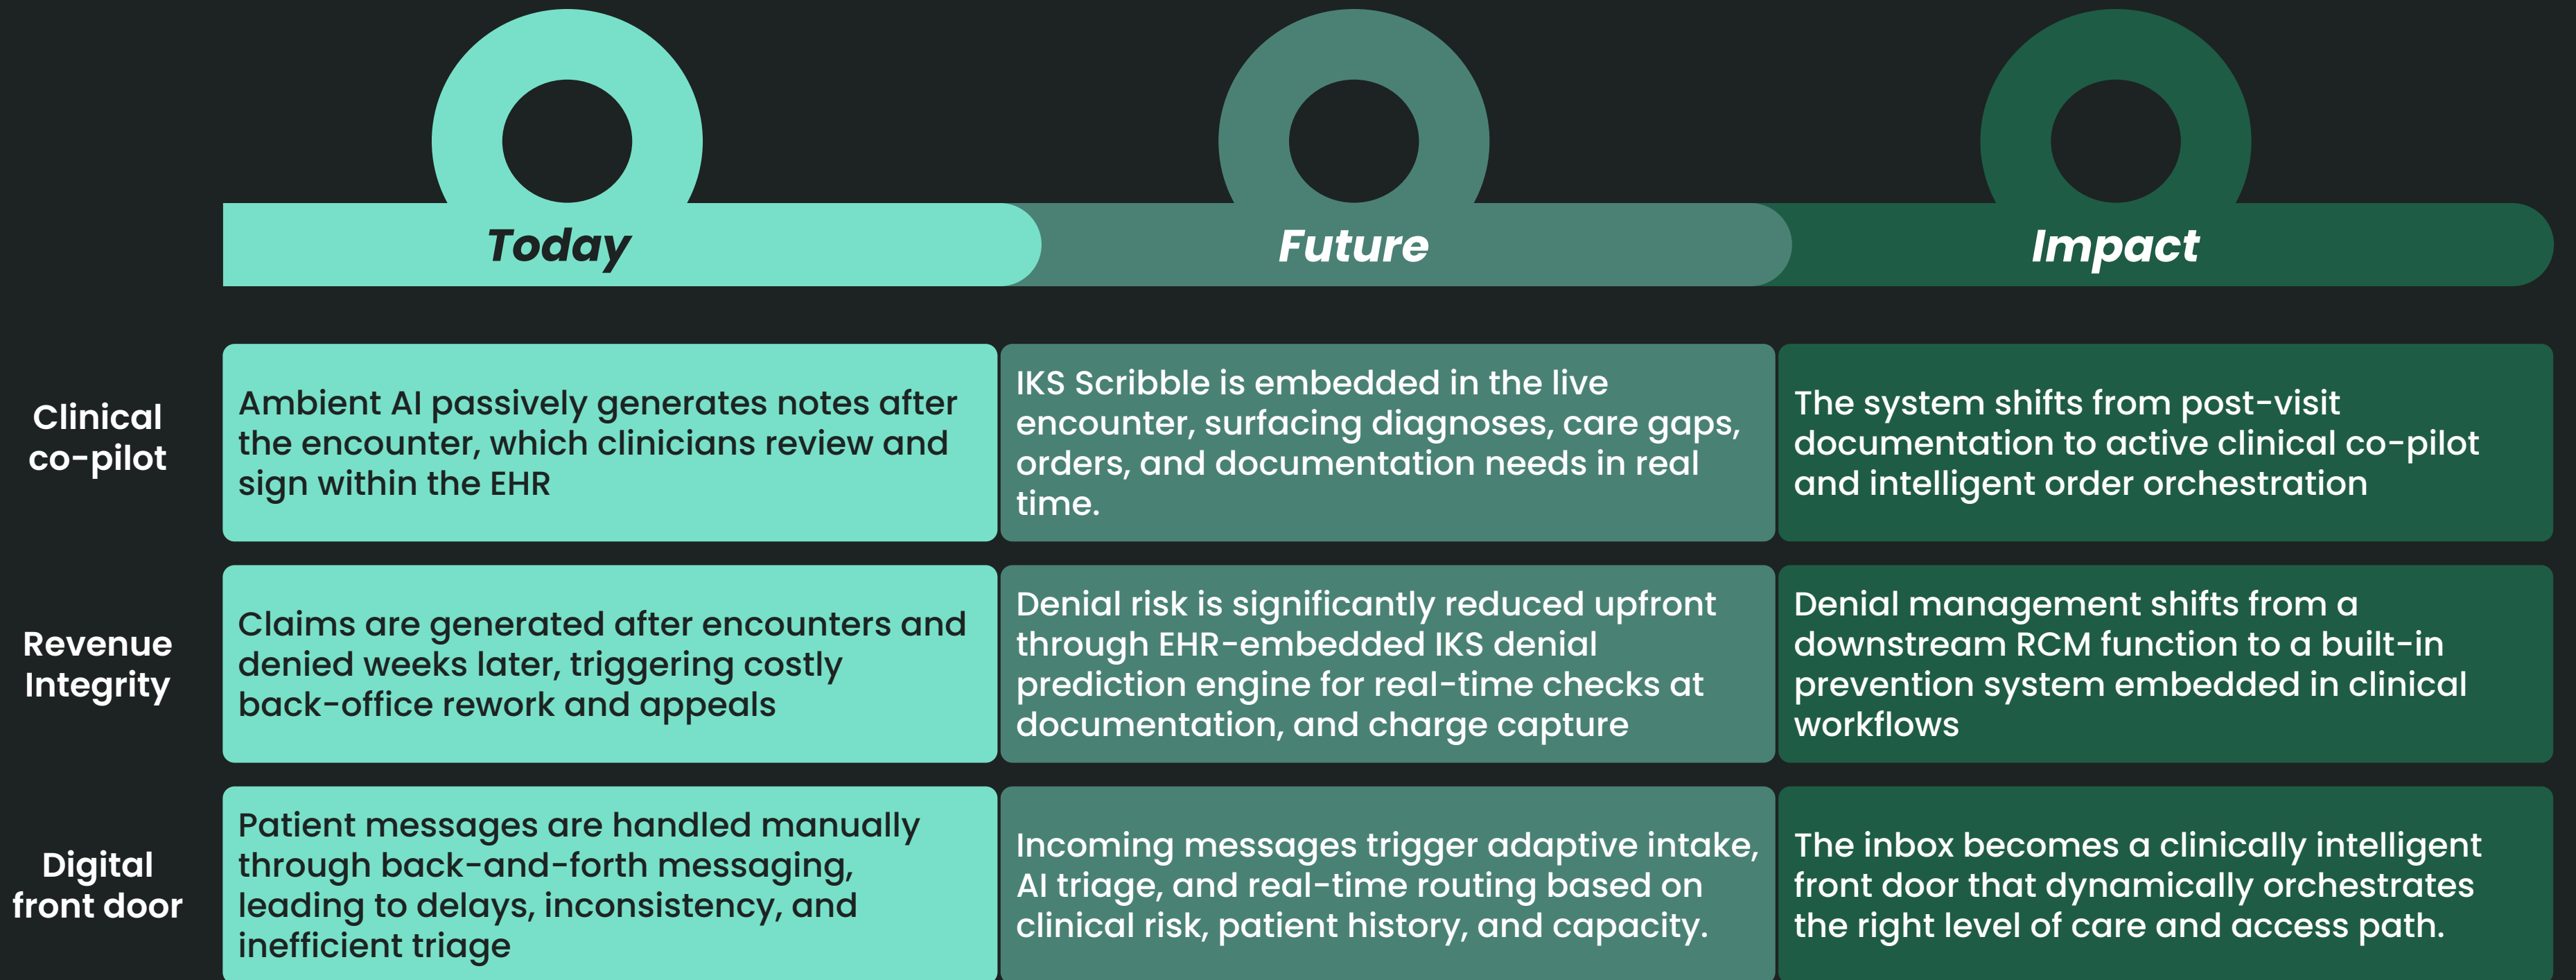 Today
Future
Impact
Clinical
co-pilot
Ambient AI passively generates notes after
the encounter, which clinicians review and
sign within the EHR
IKS Scribble is embedded in the live
encounter, surfacing diagnoses, care gaps,
orders, and documentation needs in real
time.
The system shifts from post-visit
documentation to active clinical co-pilot
and intelligent order orchestration
Revenue
Integrity
Claims are generated after encounters and
denied weeks later, triggering costly
back-office rework and appeals
Denial risk is significantly reduced upfront
through EHR-embedded IKS denial
prediction engine for real-time checks at
documentation, and charge capture
Denial management shifts from a
downstream RCM function to a built-in
prevention system embedded in clinical
workflows
Digital
front door
Patient messages are handled manually
through back-and-forth messaging,
leading to delays, inconsistency, and
inefficient triage
Incoming messages trigger adaptive intake,
AI triage, and real-time routing based on
clinical risk, patient history, and capacity.
The inbox becomes a clinically intelligent
front door that dynamically orchestrates
the right level of care and access path.